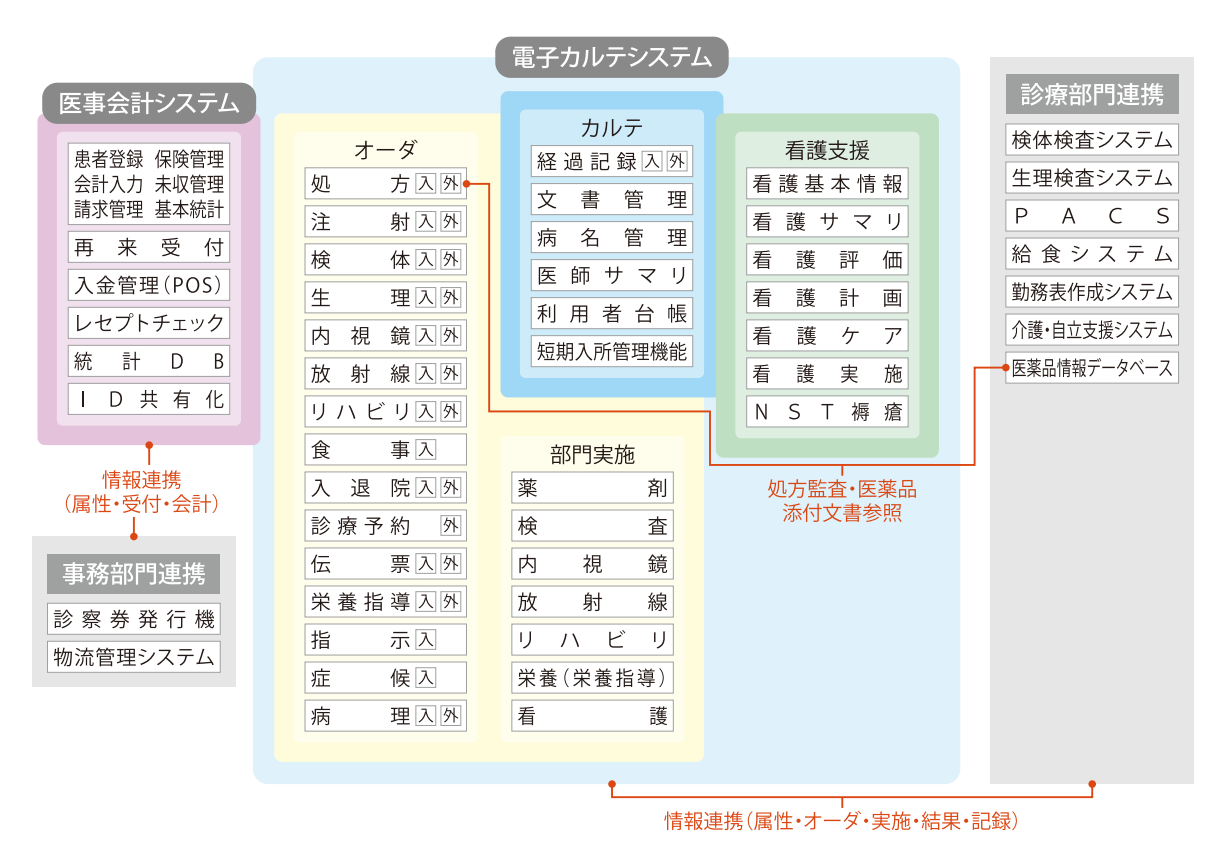 電子カルテシステム
医事会計システム
患者登録 保険管理
会計入力 未収管理
請求管理 基本統計
再来受付
入金管理(POS)
レセプトチェック
統計DB
ID共有化
情報連携
(属性・受付・会計)
事務部門連携
診察券発行機
物流管理システム
オーダ
処方 入 外
注射 入 外
検体 入 外
生理 入 外
内視鏡 入 外
放射線 入 外
リハビリ 入 外
食事 入
入退院 入 外
診療予約 外
伝票 入 外
栄養指導 入 外
指示 入
症候 入
病理 入 外
カルテ
経過記録 入 外
文書管理
病名管理
医師サマリ
利用者台帳
短期入所管理機能
部門実施
薬剤
検査
内視鏡
放射線
リハビリ
栄養(栄養指導)
看護
看護支援
看護基本情報
看護サマリ
看護評価
看護計画
看護ケア
看護実施
NST褥瘡
処方監査・医薬品
添付文書参照
診療部門連携
検体検査システム
生理検査システム
PACS
給食システム
勤務表作成システム
介護・自立支援システム
医薬品情報データベース
情報連携(属性・オーダ・実施・結果・記録)